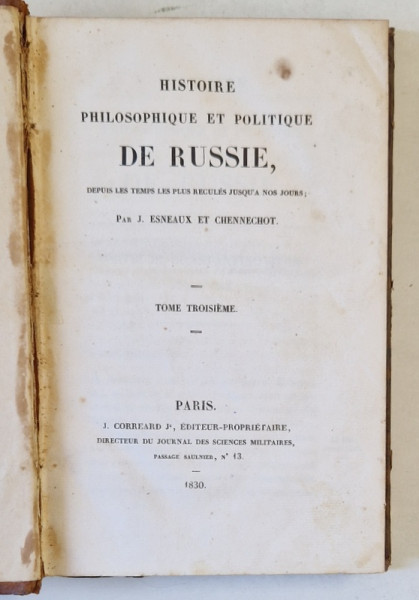 HISTOIRE
PHILOSOPHIQUE ET POLITIQUE
DE RUSSIE,
DEPUIS LES TEMPS LES PLUS RECULÉS JUSQU'A NOS JOURS;
PAR J. ESNEAUX ET CHENNECHOT.
TOME TROISIÈME.
PARIS.
J. CORREARD Jᵉ, ÉDITEUR-PROPRIÉTAIRE,
DIRECTEUR DU JOURNAL DES SCIENCES MILITAIRES,
PASSAGE SAULNIER, N° 13.
1830.